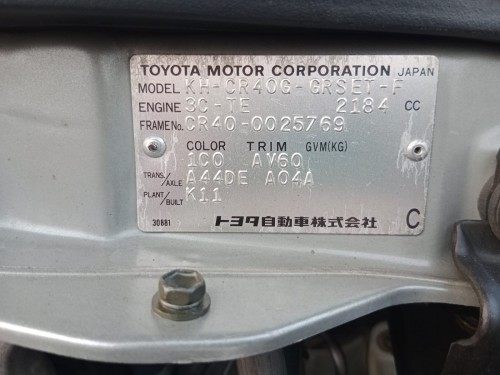 TOYOTA MOTOR CORPORATION JAPAN
MODEL KH-CR40G-GRSET-F
ENGINE 3C-TE 2184 CC
FRAME No. CR40-0025769
COLOR TRIM GVM(KG)
1C0 AV60
TRANS./AXLE A44DE A04A
PLANT/BUILT K11
30881 トヨタ自動車株式会社 C